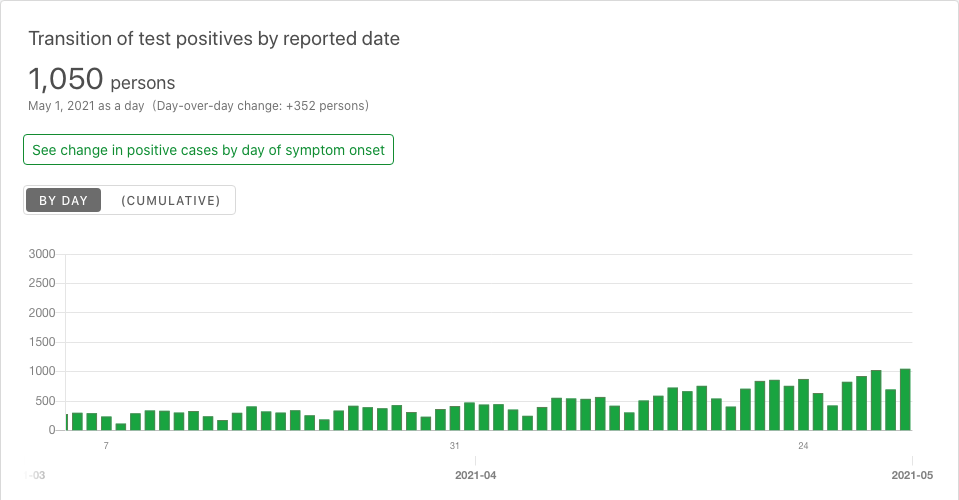 Transition of test positives by reported date
1,050 persons
May 1, 2021 as a day (Day-over-day change: +352 persons)
See change in positive cases by day of symptom onset
BY DAY (CUMULATIVE)
3000
2500
2000
1500
1000
500
0
7 31 24
-03 2021-04 2021-05